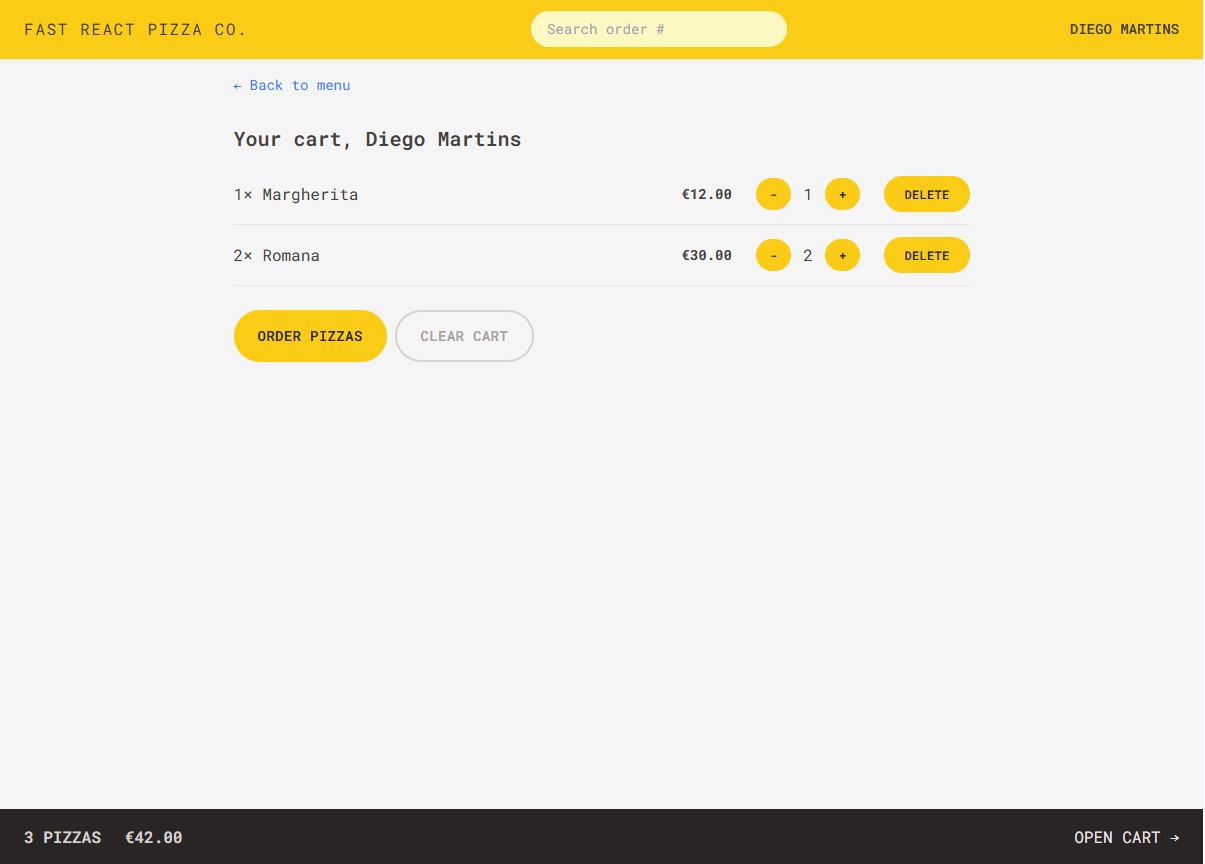 FAST REACT PIZZA CO. Search order # DIEGO MARTINS
← Back to menu
Your cart, Diego Martins
1× Margherita €12.00 - 1 + DELETE
2× Romana €30.00 - 2 + DELETE
ORDER PIZZAS CLEAR CART
3 PIZZAS €42.00 OPEN CART →